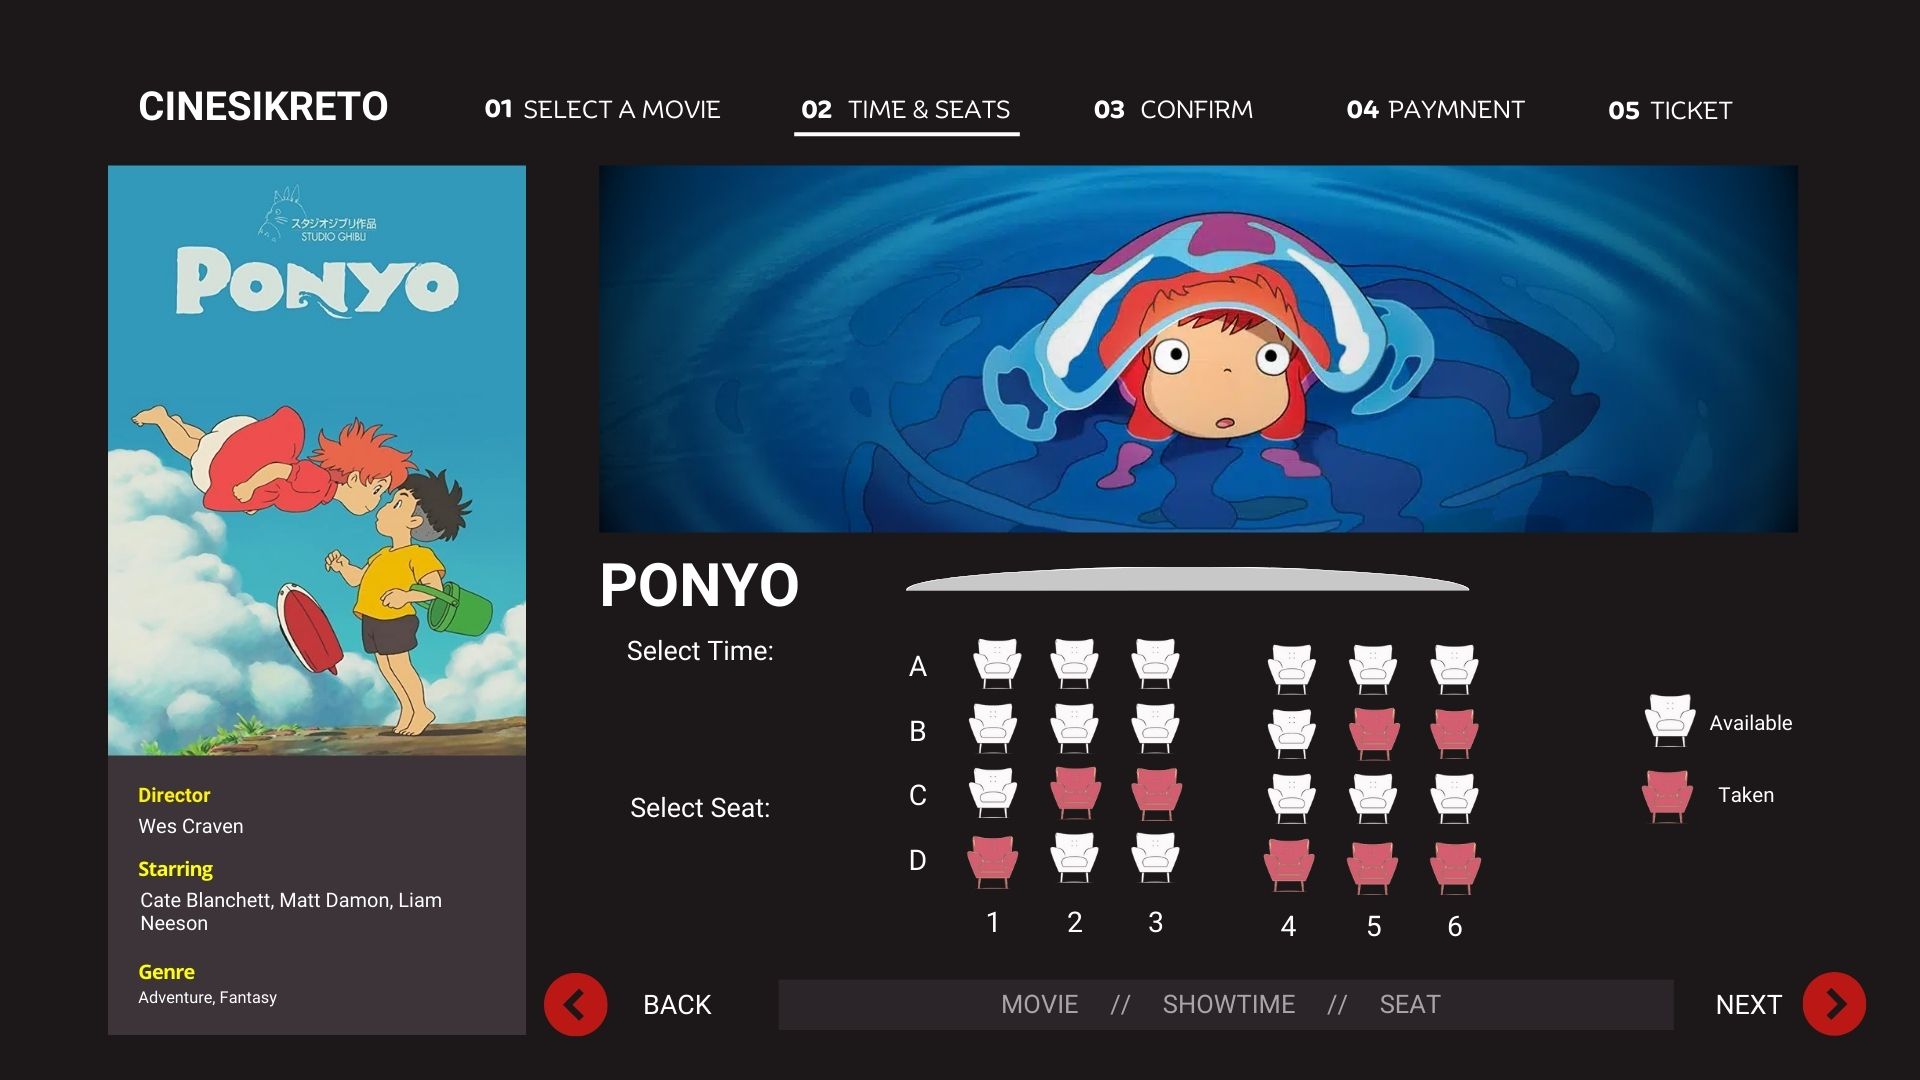 CINESIKRETO
01 SELECT A MOVIE
02 TIME & SEATS
03 CONFIRM
04 PAYMNENT
05 TICKET
スタジオジブリ作品
STUDIO GHIBLI
PONYO
Director
Wes Craven
Starring
Cate Blanchett, Matt Damon, Liam
Neeson
Genre
Adventure, Fantasy
PONYO
Select Time:
Select Seat:
A
B
C
D
1 2 3 4 5 6
Available
Taken
BACK
MOVIE // SHOWTIME // SEAT
NEXT